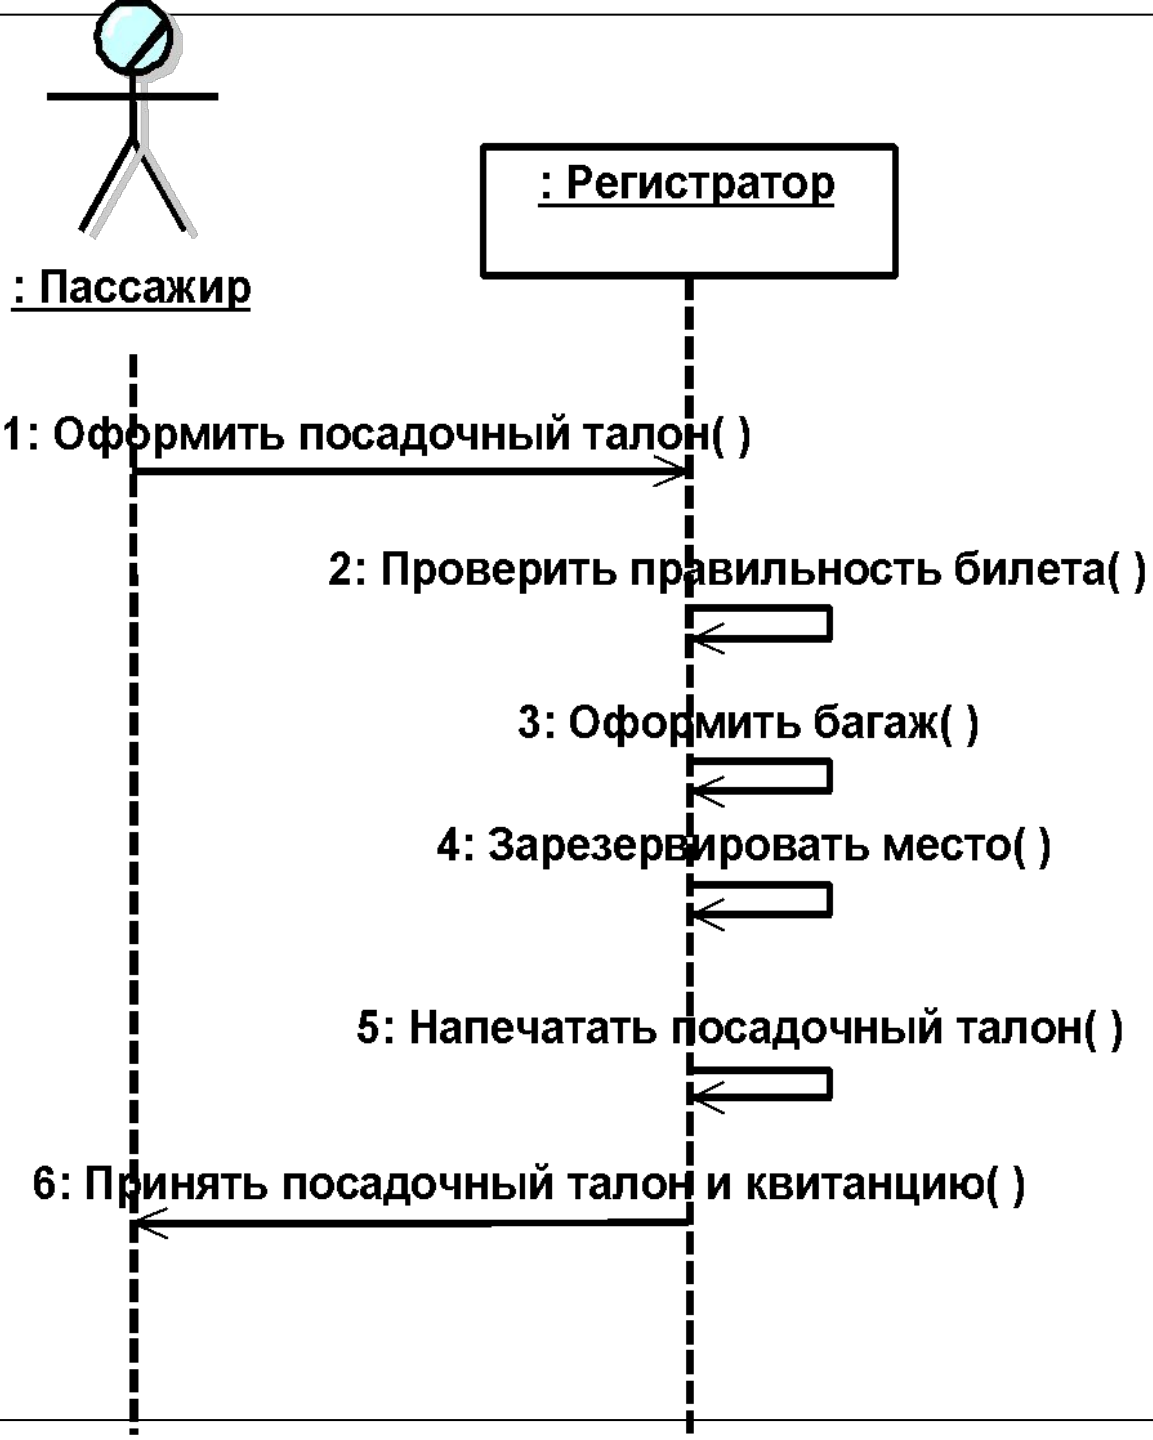 : Регистратор
: Пассажир
1: Оформить посадочный талон( )
2: Проверить правильность билета( )
3: Оформить багаж( )
4: Зарезервировать место( )
5: Напечатать посадочный талон( )
6: Принять посадочный талон и квитанцию( )